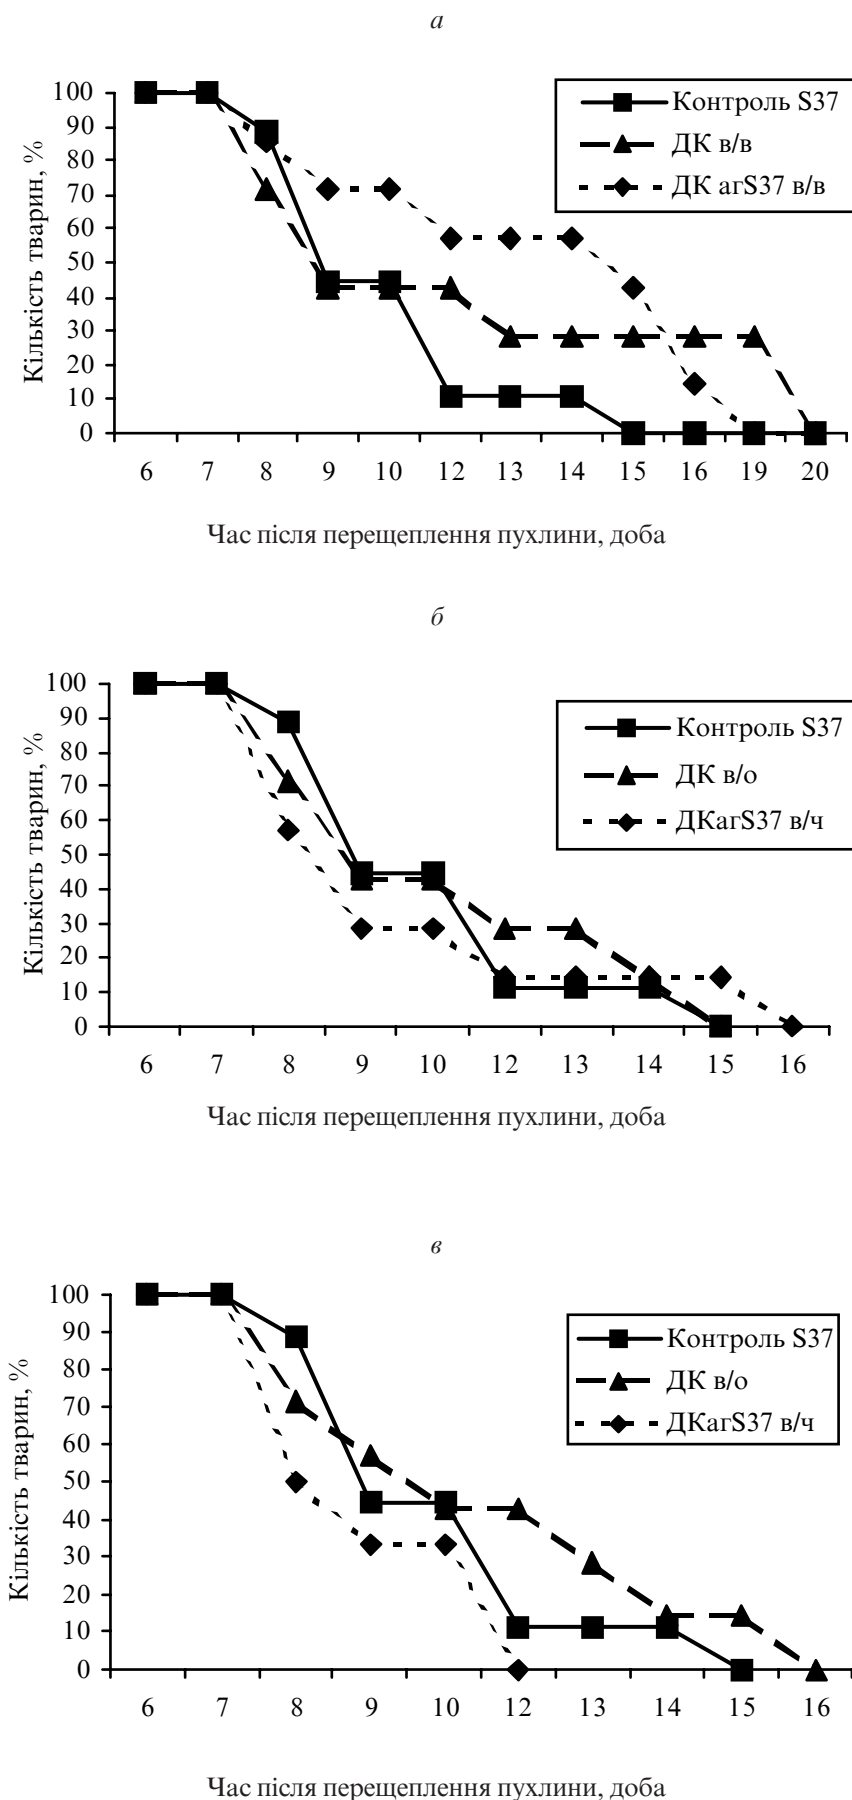 а
Кількість тварин, %
100
90
80
70
60
50
40
30
20
10
0
Контроль S37
ДК в/в
ДК агS37 в/в
6 7 8 9 10 12 13 14 15 16 19 20
Час після перещеплення пухлини, доба
б
Кількість тварин, %
100
90
80
70
60
50
40
30
20
10
0
Контроль S37
ДК в/о
ДКагS37 в/ч
6 7 8 9 10 12 13 14 15 16
Час після перещеплення пухлини, доба
в
Кількість тварин, %
100
90
80
70
60
50
40
30
20
10
0
Контроль S37
ДК в/о
ДКагS37 в/ч
6 7 8 9 10 12 13 14 15 16
Час після перещеплення пухлини, доба